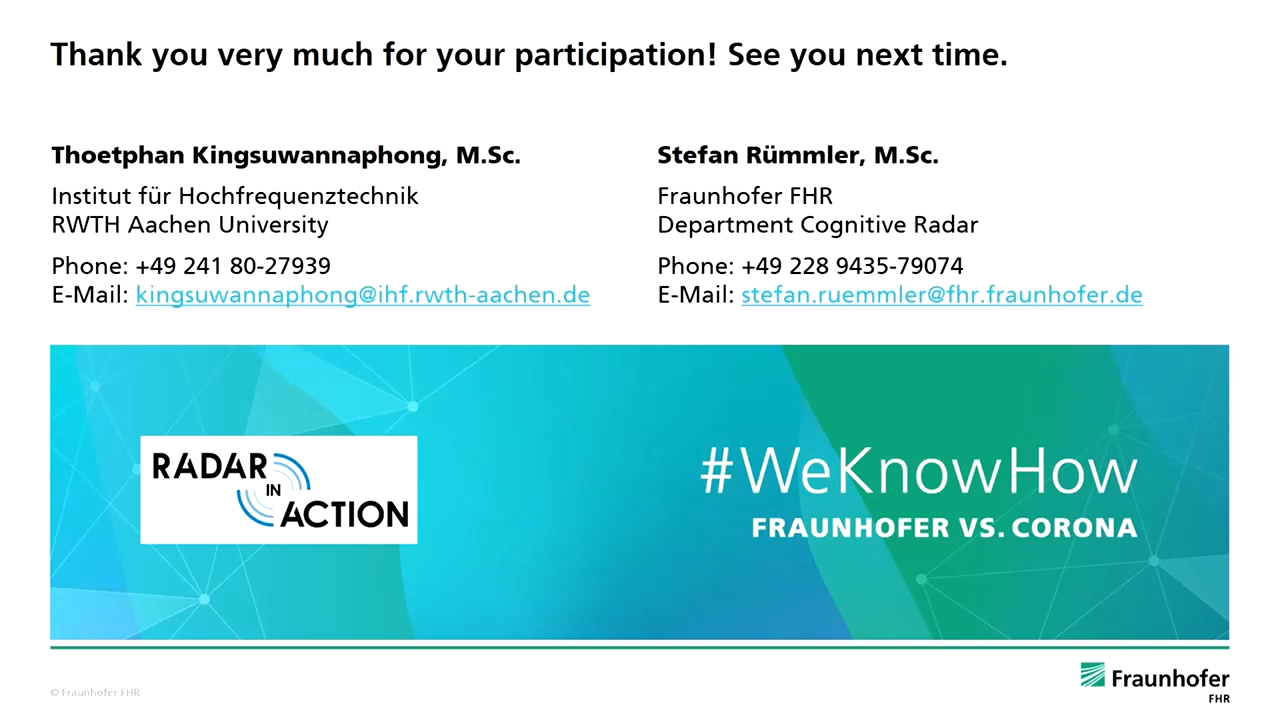 Thank you very much for your participation! See you next time.
Thoetphan Kingsuwannaphong, M.Sc.
Institut für Hochfrequenztechnik
RWTH Aachen University
Phone: +49 241 80-27939
E-Mail: kingsuwannaphong@ihf.rwth-aachen.de
Stefan Rümmler, M.Sc.
Fraunhofer FHR
Department Cognitive Radar
Phone: +49 228 9435-79074
E-Mail: stefan.ruemmler@fhr.fraunhofer.de
RADAR
IN
ACTION
#WeKnowHow
FRAUNHOFER VS. CORONA
© Fraunhofer FHR
Fraunhofer
FHR